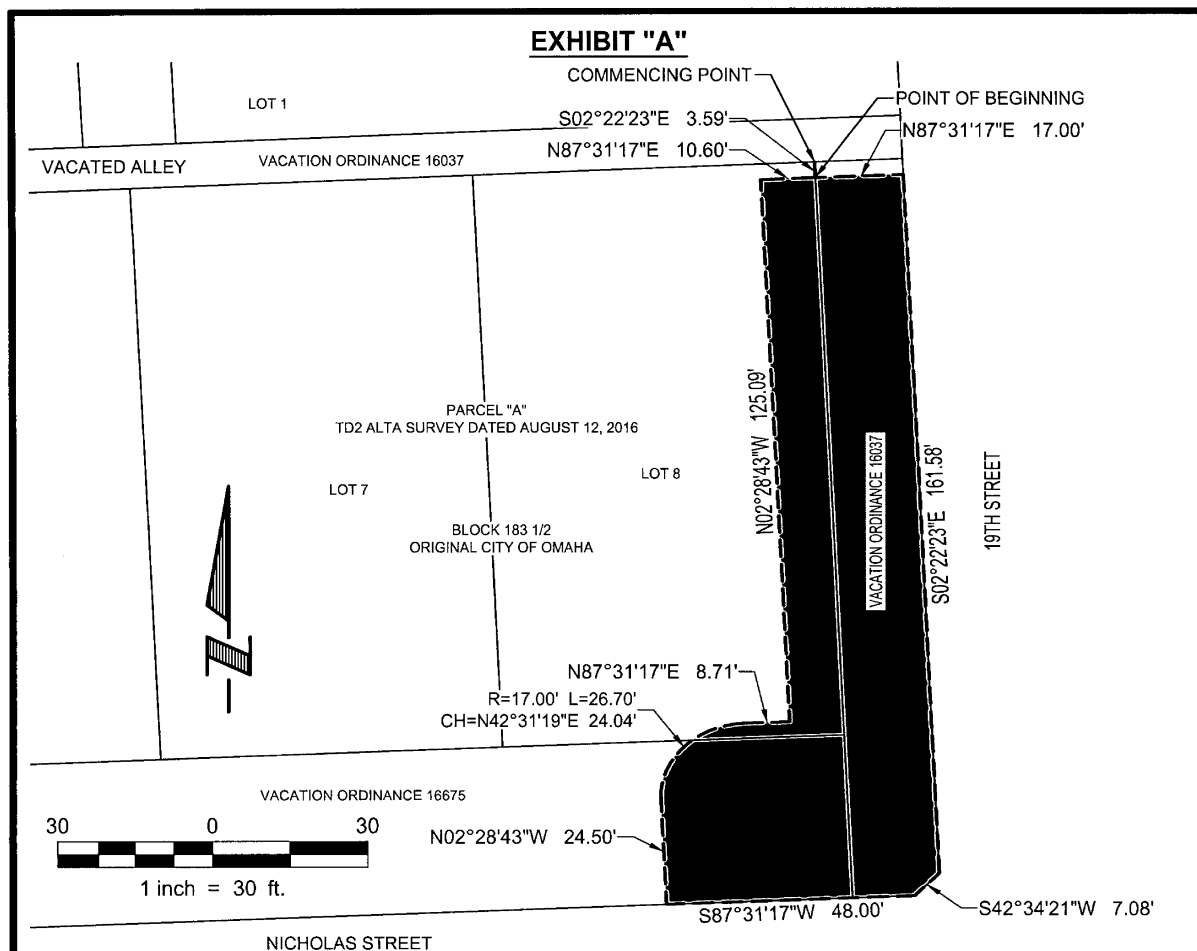 EXHIBIT "A"
COMMENCING POINT
LOT 1
POINT OF BEGINNING
S02°22'23"E 3.59'
N87°31'17"E 17.00'
VACATED ALLEY
VACATION ORDINANCE 16037
N87°31'17"E 10.60'
PARCEL "A"
TD2 ALTA SURVEY DATED AUGUST 12, 2016
LOT 7
LOT 8
BLOCK 183 1/2
ORIGINAL CITY OF OMAHA
N02°28'43"W 125.09'
VACATION ORDINANCE 16037
S02°22'23"E 161.58'
19TH STREET
N
N87°31'17"E 8.71'
R=17.00' L=26.70'
CH=N42°31'19"E 24.04'
VACATION ORDINANCE 16675
30 0 30
1 inch = 30 ft.
N02°28'43"W 24.50'
S87°31'17"W 48.00'
S42°34'21"W 7.08'
NICHOLAS STREET